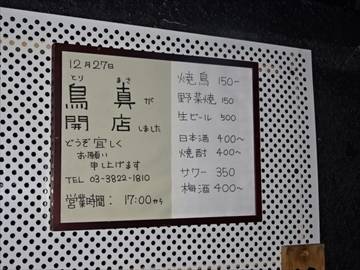 12月27日
とり まさ
鳥 真が
開 店しました
どうぞ宜しく
お願い
申し上げます
TEL 03-3822-1810
営業時間: 17:00から
焼鳥 150〜
野菜焼 150
生ビール 500
日本酒 400〜
焼酎 400〜
サワー 350
梅酒 400〜